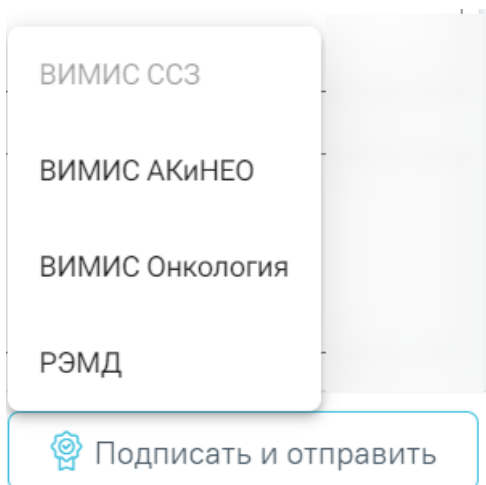 ВИМИС ССЗ
ВИМИС АКиНЕО
ВИМИС Онкология
РЭМД
Подписать и отправить